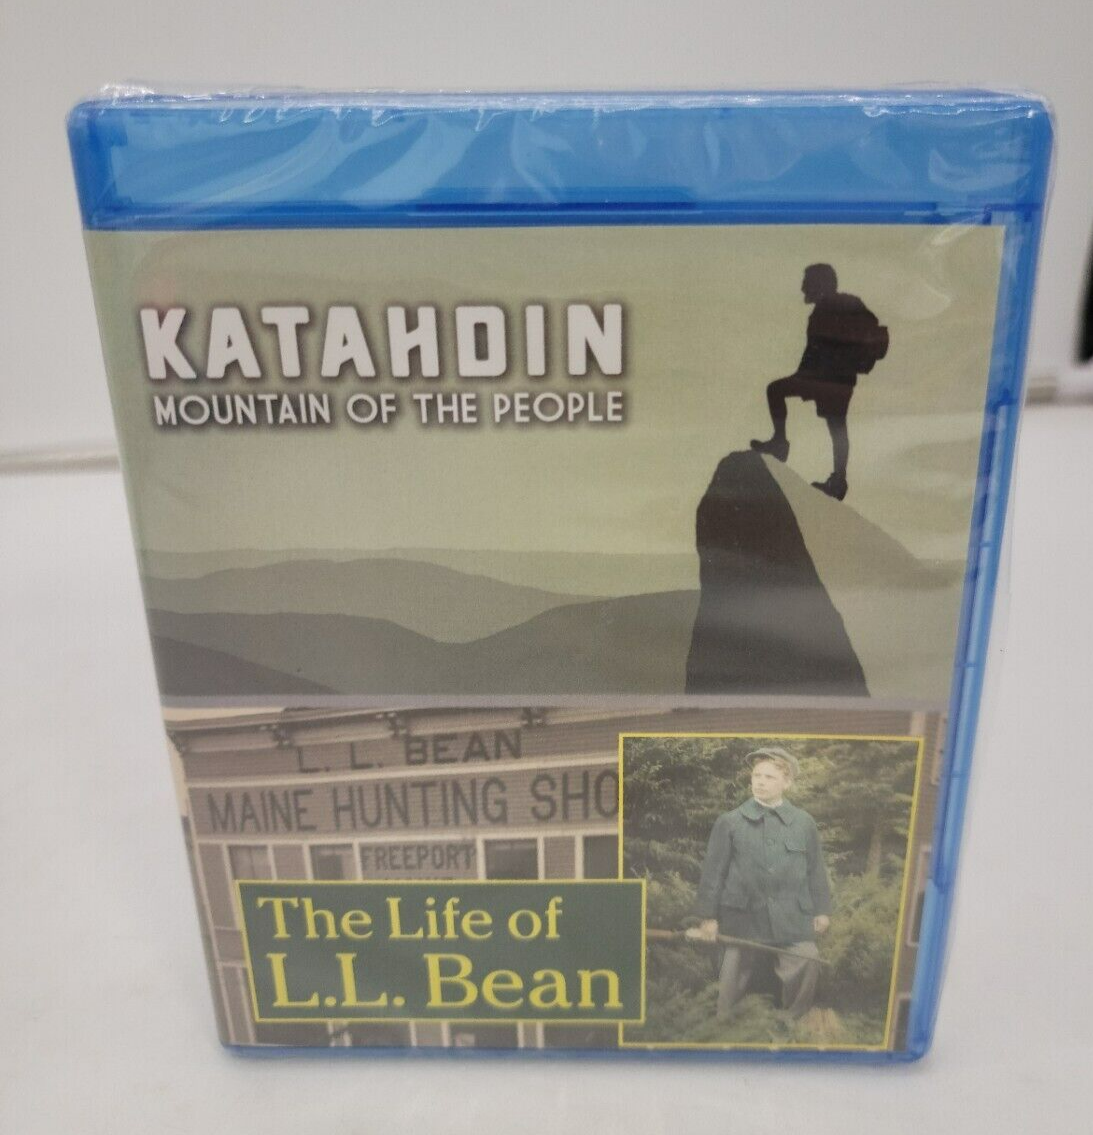 KATAHDIN
MOUNTAIN OF THE PEOPLE
L. L. BEAN
MAINE HUNTING SHO
FREEPORT
The Life of
L.L. Bean